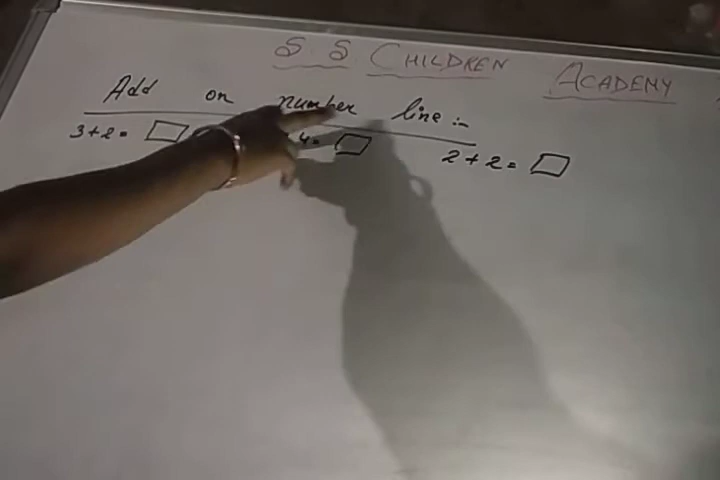 S. S. CHILDREN ACADEMY
Add on number line :-
3+2= □ 4= □ 2+2= □